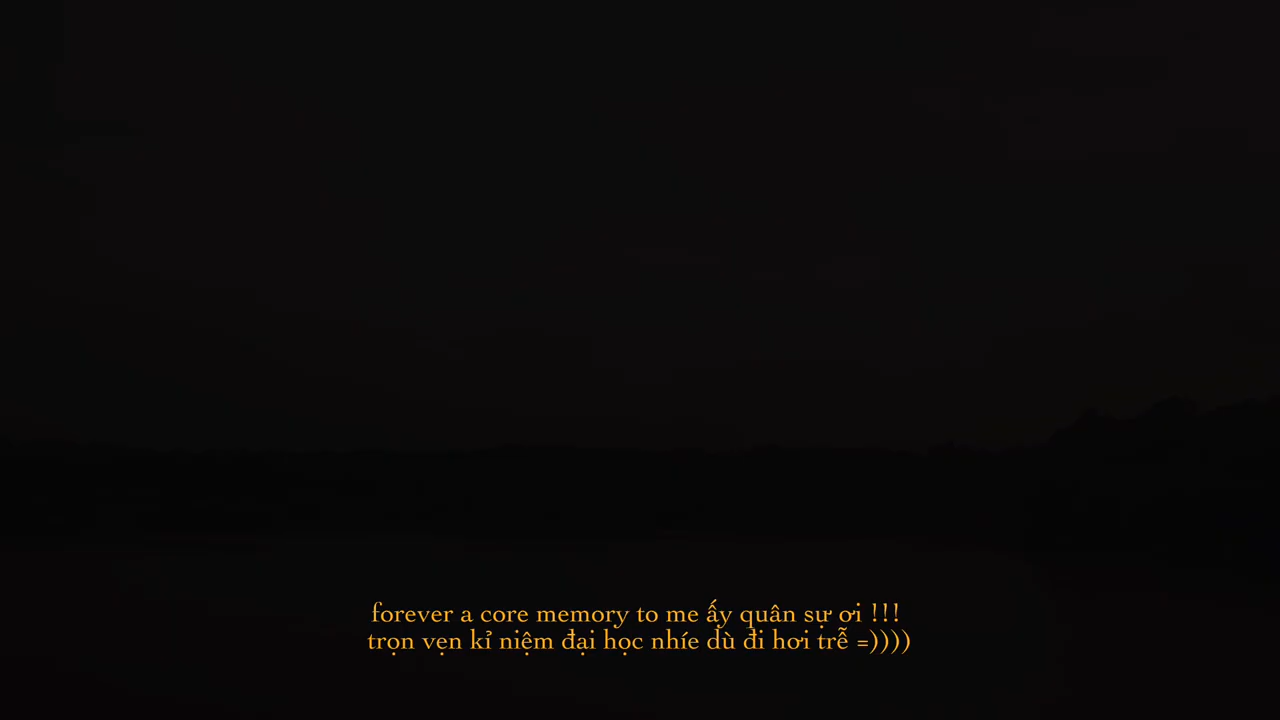 forever a core memory to me ấy quân sự ơi !!!
trọn vẹn kỉ niệm đại học nhíe dù đi hơi trễ =))))